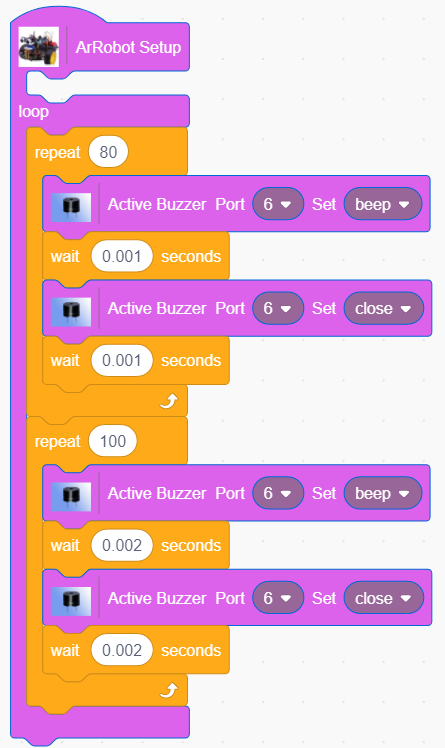 ArRobot Setup
loop
repeat 80
Active Buzzer Port 6 Set beep
wait 0.001 seconds
Active Buzzer Port 6 Set close
wait 0.001 seconds
repeat 100
Active Buzzer Port 6 Set beep
wait 0.002 seconds
Active Buzzer Port 6 Set close
wait 0.002 seconds